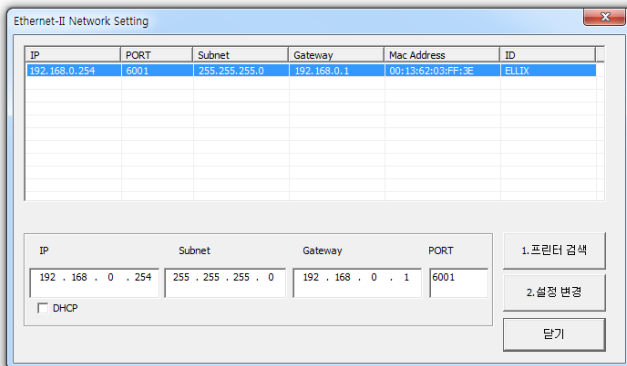 Ethernet-II Network Setting
IP PORT Subnet Gateway Mac Address ID
192.168.0.254 6001 255.255.255.0 192.168.0.1 00:13:62:03:FF:3E ELLIX
IP Subnet Gateway PORT
192 . 168 . 0 . 254 255 . 255 . 255 . 0 192 . 168 . 0 . 1 6001
DHCP
1.프린터 검색
2.설정 변경
닫기